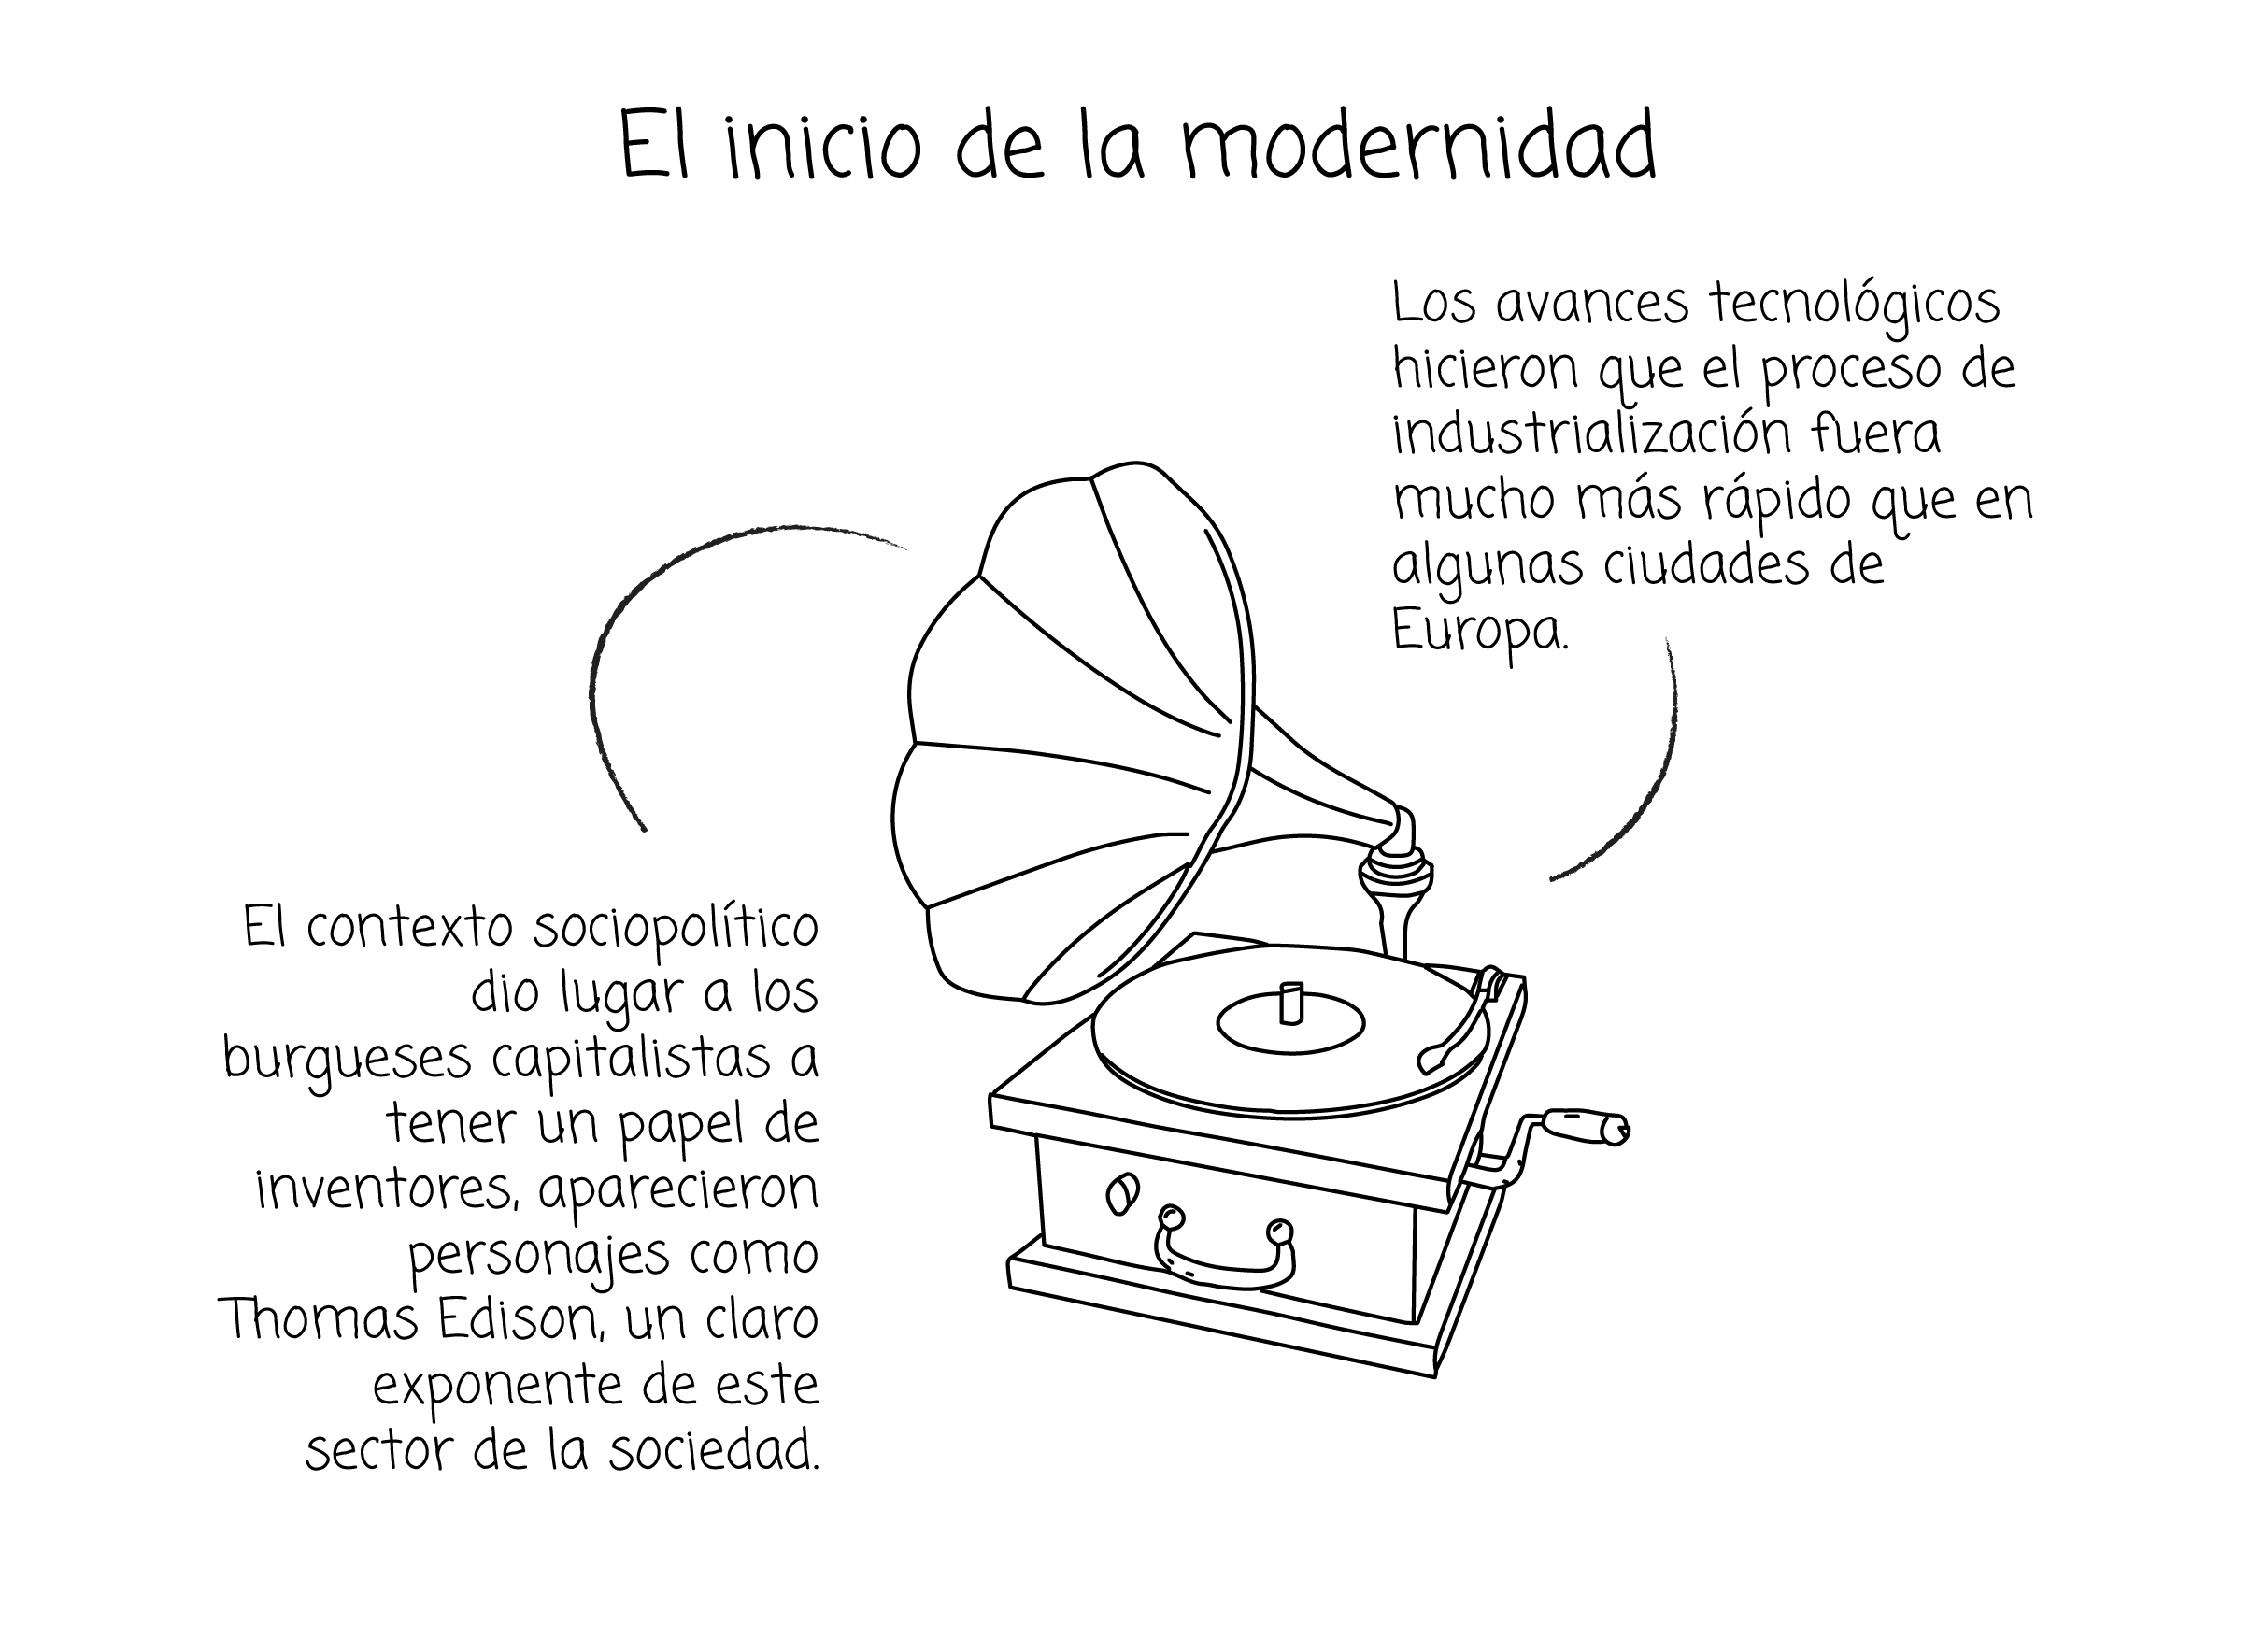 El inicio de la modernidad
Los avances tecnológicos
hicieron que el proceso de
industrialización fuera
mucho más rápido que en
algunas ciudades de
Europa.
El contexto sociopolítico
dio lugar a los
burgueses capitalistas a
tener un papel de
inventores, aparecieron
personajes como
Thomas Edison, un claro
exponente de este
sector de la sociedad.